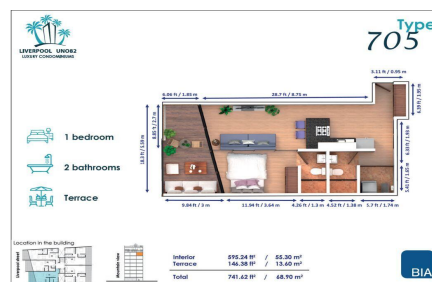 Type
705
LIVERPOOL UNO82
LUXURY CONDOMINIUMS
3.11 ft / 0.95 m
6.06 ft / 1.85 m
28.7 ft / 8.75 m
1 bedroom
2 bathrooms
Terrace
9.84 ft / 3 m
11.94 ft / 3.64 m
4.26 ft / 1.3 m
4.52 ft / 1.38 m
5.7 ft / 1.74 m
Location in the building
Liverpool street
Mountain view
Interior 595.24 ft² / 55.30 m²
Terrace 146.38 ft² / 13.60 m²
Total 741.62 ft² / 68.90 m²
BIA